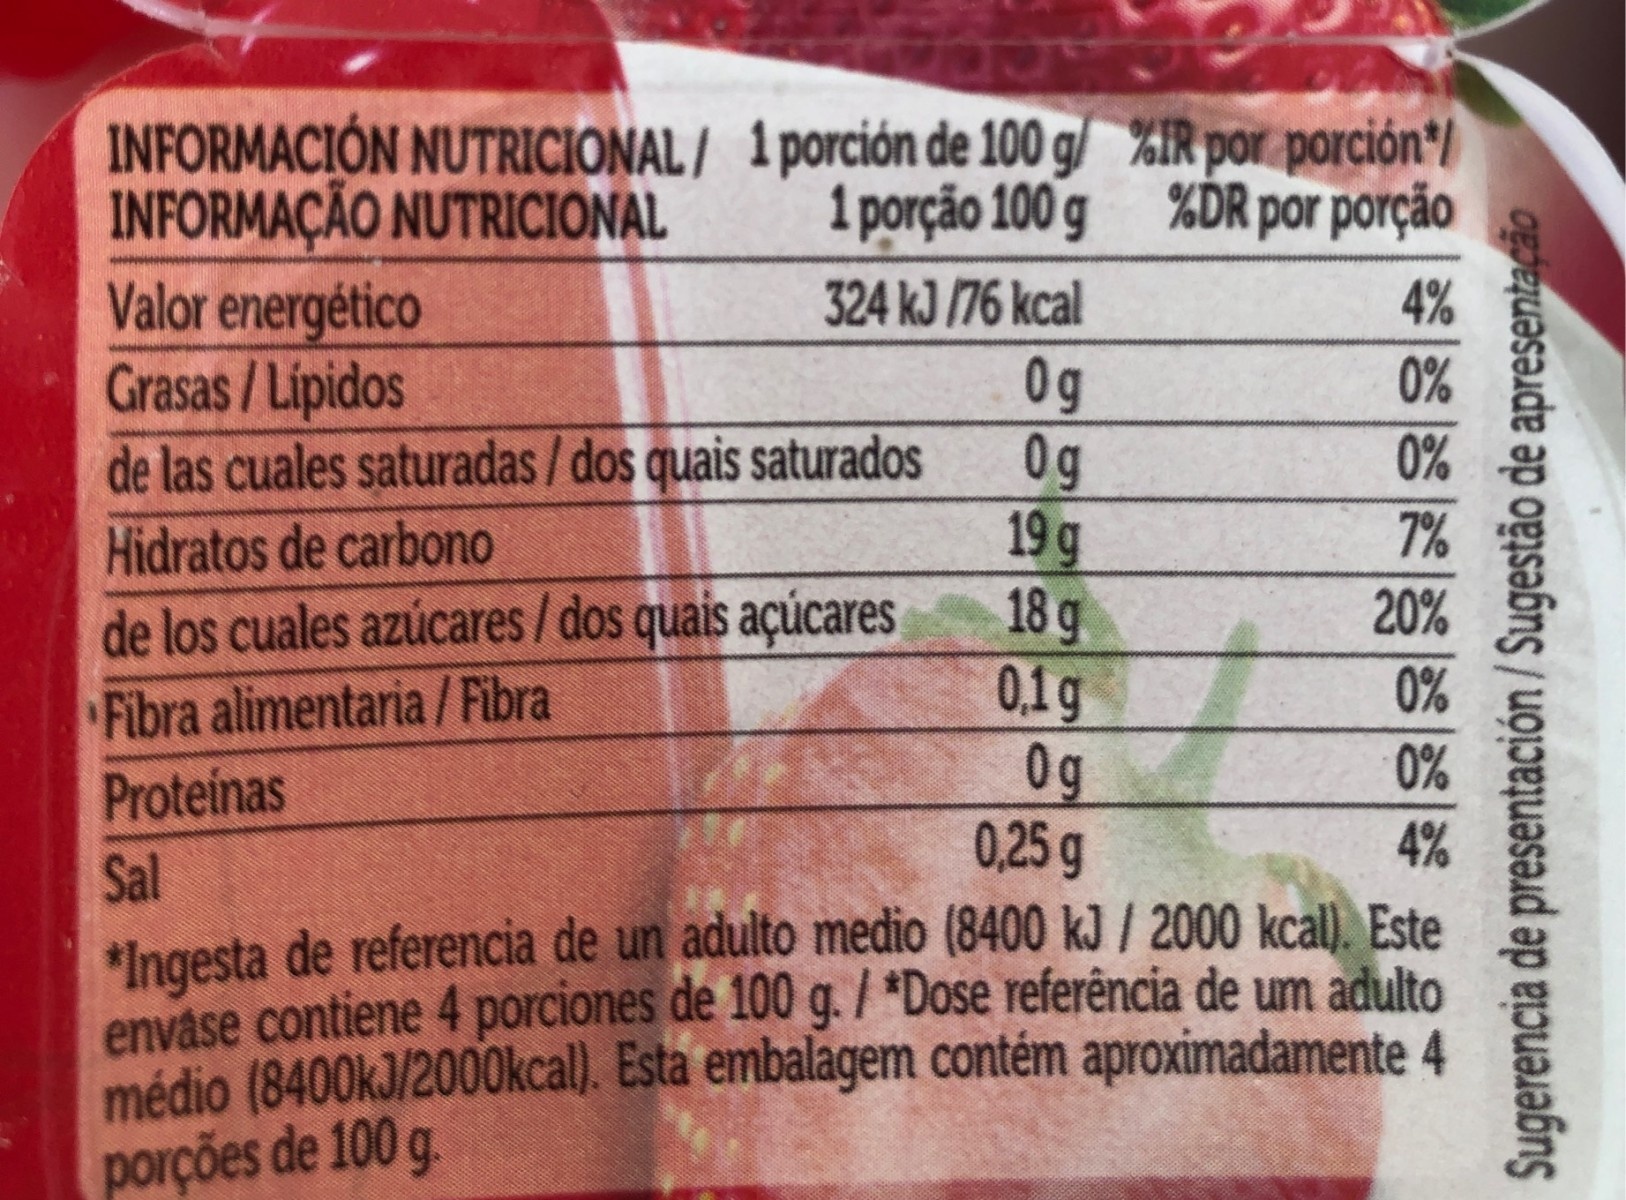 INFORMACIÓN NUTRICIONAL / 1 porción de 100 g/ %IR por porción*/
INFORMAÇÃO NUTRICIONAL 1 porção 100 g %DR por porção
Valor energético 324 kJ /76 kcal 4%
Grasas / Lípidos 0 g 0%
de las cuales saturadas / dos quais saturados 0 g 0%
Hidratos de carbono 19 g 7%
de los cuales azúcares / dos quais açúcares 18 g 20%
Fibra alimentaria / Fibra 0,1 g 0%
Proteínas 0 g 0%
Sal 0,25 g 4%
*Ingesta de referencia de un adulto medio (8400 kJ / 2000 kcal). Este
envase contiene 4 porciones de 100 g. / *Dose referência de um adulto
médio (8400kJ/2000kcal). Esta embalagem contém aproximadamente 4
porções de 100 g.
Sugerencia de presentación / Sugestão de apresentação